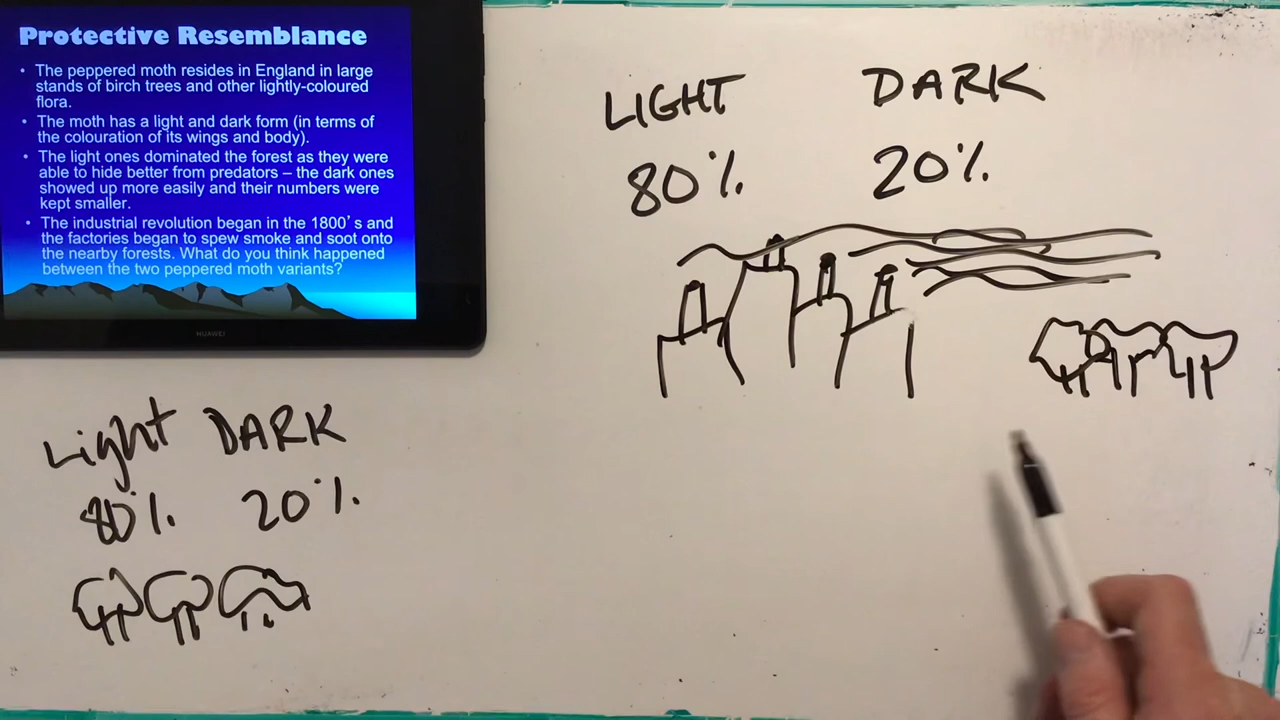 Protective Resemblance
• The peppered moth resides in England in large
stands of birch trees and other lightly-coloured
flora.
• The moth has a light and dark form (in terms of
the colouration of its wings and body).
• The light ones dominated the forest as they were
able to hide better from predators – the dark ones
showed up more easily and their numbers were
kept smaller.
• The industrial revolution began in the 1800's and
the factories began to spew smoke and soot onto
the nearby forests. What do you think happened
between the two peppered moth variants?
HUAWEI
LIGHT DARK
80% 20%
Light DARK
80% 20%